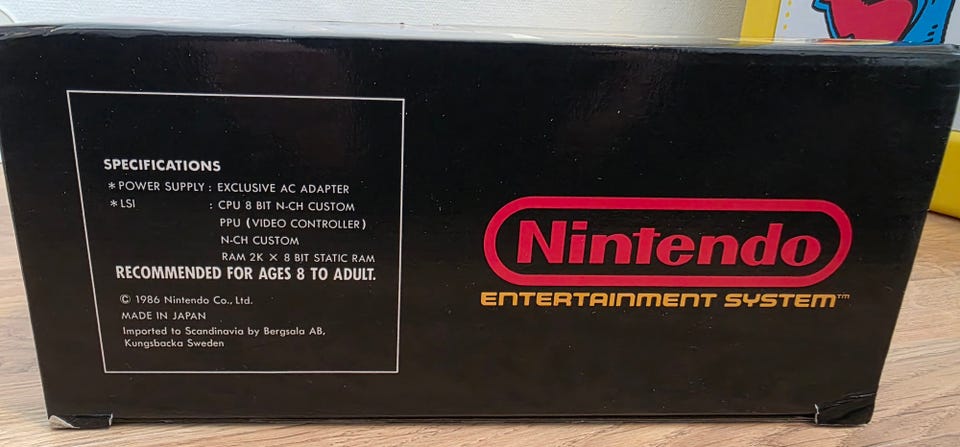 SPECIFICATIONS
* POWER SUPPLY : EXCLUSIVE AC ADAPTER
* LSI : CPU 8 BIT N-CH CUSTOM
PPU (VIDEO CONTROLLER)
N-CH CUSTOM
RAM 2K × 8 BIT STATIC RAM
RECOMMENDED FOR AGES 8 TO ADULT.
© 1986 Nintendo Co., Ltd.
MADE IN JAPAN
Imported to Scandinavia by Bergsala AB,
Kungsbacka Sweden
Nintendo
ENTERTAINMENT SYSTEM™